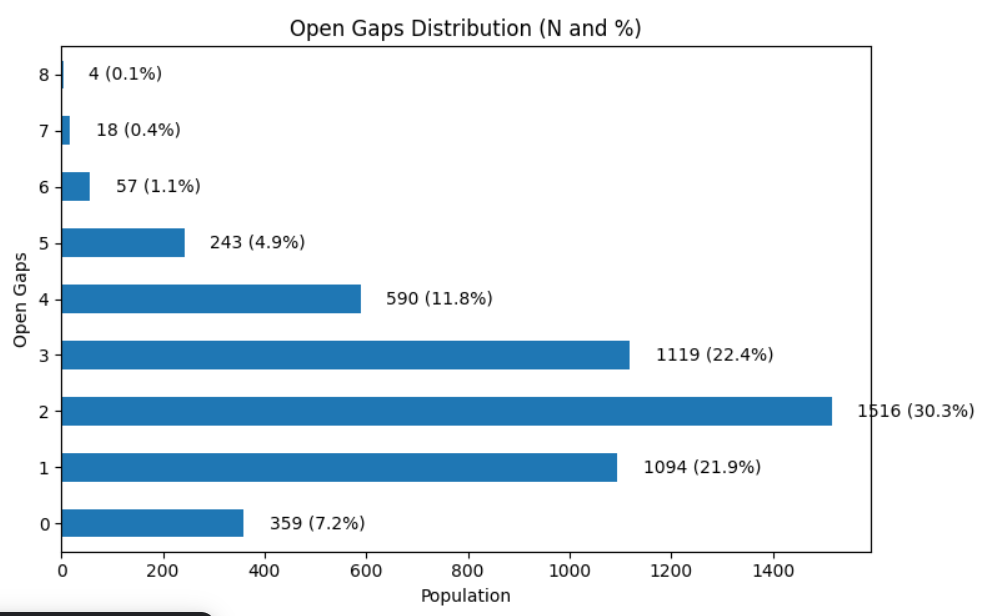 Open Gaps Distribution (N and %)
8 4 (0.1%)
7 18 (0.4%)
6 57 (1.1%)
5 243 (4.9%)
4 590 (11.8%)
3 1119 (22.4%)
2 1516 (30.3%)
1 1094 (21.9%)
0 359 (7.2%)
Open Gaps
0 200 400 600 800 1000 1200 1400
Population